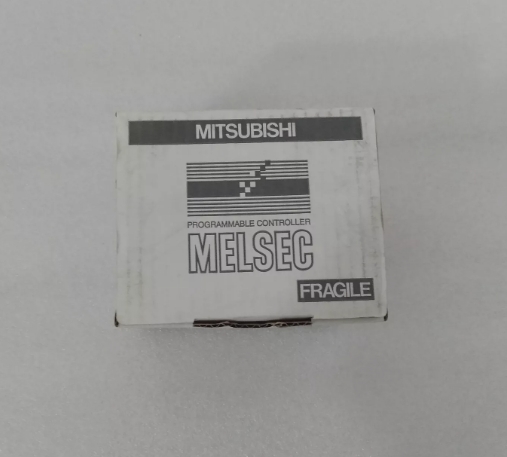 MITSUBISHI
PROGRAMMABLE CONTROLLER
MELSEC
FRAGILE